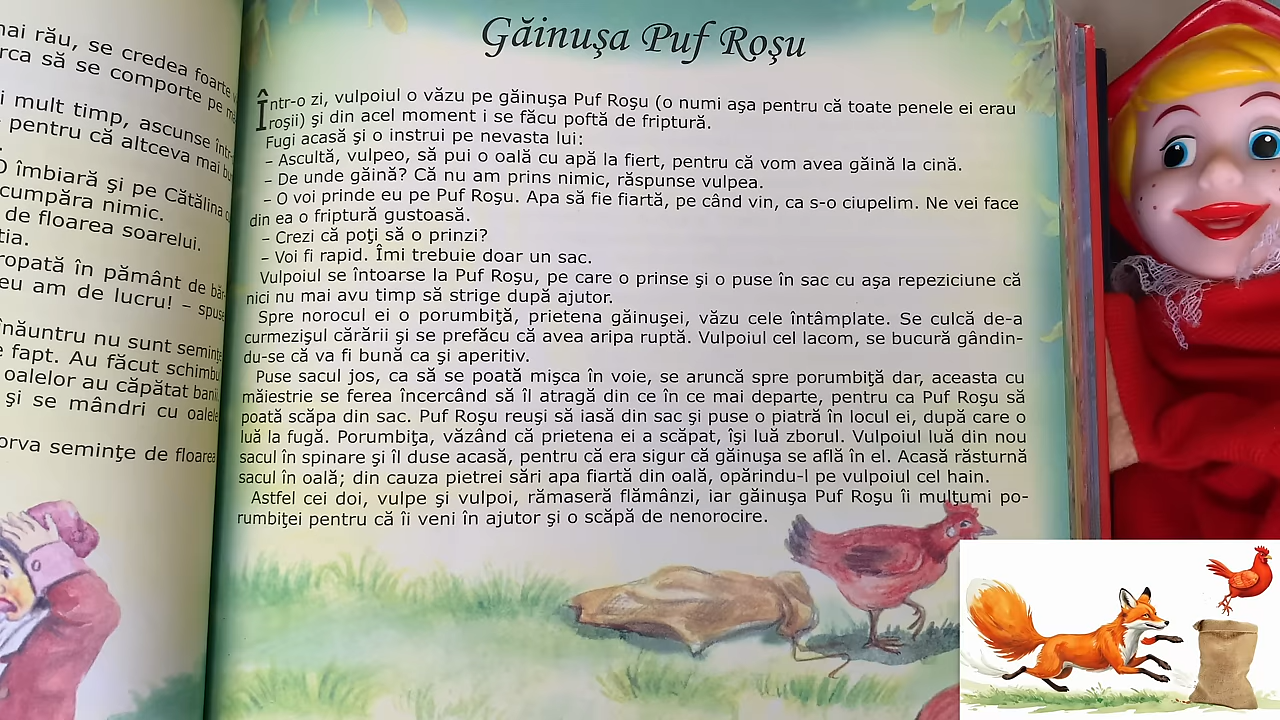 mai rău, se credea foarte
să se comporte pe
mult timp, ascunse
pentru că altceva mai
O îmbiară şi pe Cătălina
cumpăra nimic.
de floarea soarelui.
în pământ de
eu am de lucru! – spuse
înăuntru nu sunt seminţe
fapt. Au făcut schimbu
oalelor au căpătat bani
şi se mândri cu oalele
seminţe de floarea
Găinuşa Puf Roşu
Într-o zi, vulpoiul o văzu pe găinuşa Puf Roşu (o numi aşa pentru că toate penele ei erau
roşii) şi din acel moment i se făcu poftă de friptură.
Fugi acasă şi o instrui pe nevasta lui:
– Ascultă, vulpeo, să pui o oală cu apă la fiert, pentru că vom avea găină la cină.
– De unde găină? Că nu am prins nimic, răspunse vulpea.
– O voi prinde eu pe Puf Roşu. Apa să fie fiartă, pe când vin, ca s-o ciupelim. Ne vei face
din ea o friptură gustoasă.
– Crezi că poţi să o prinzi?
– Voi fi rapid. Îmi trebuie doar un sac.
Vulpoiul se întoarse la Puf Roşu, pe care o prinse şi o puse în sac cu aşa repeziciune că
nici nu mai avu timp să strige după ajutor.
Spre norocul ei o porumbiţă, prietena găinuşei, văzu cele întâmplate. Se culcă de-a
curmezişul cărării şi se prefăcu că avea aripa ruptă. Vulpoiul cel lacom, se bucură gândin-
du-se că va fi bună ca şi aperitiv.
Puse sacul jos, ca să se poată mişca în voie, se aruncă spre porumbiţă dar, aceasta cu
măiestrie se ferea încercând să îl atragă din ce în ce mai departe, pentru ca Puf Roşu să
poată scăpa din sac. Puf Roşu reuşi să iasă din sac şi puse o piatră în locul ei, după care o
luă la fugă. Porumbiţa, văzând că prietena ei a scăpat, îşi luă zborul. Vulpoiul luă din nou
sacul în spinare şi îl duse acasă, pentru că era sigur că găinuşa se află în el. Acasă răsturnă
sacul în oală; din cauza pietrei sări apa fiartă din oală, opărindu-l pe vulpoiul cel hain.
Astfel cei doi, vulpe şi vulpoi, rămaseră flămânzi, iar găinuşa Puf Roşu îi mulţumi po-
rumbiţei pentru că îi veni în ajutor şi o scăpă de nenorocire.